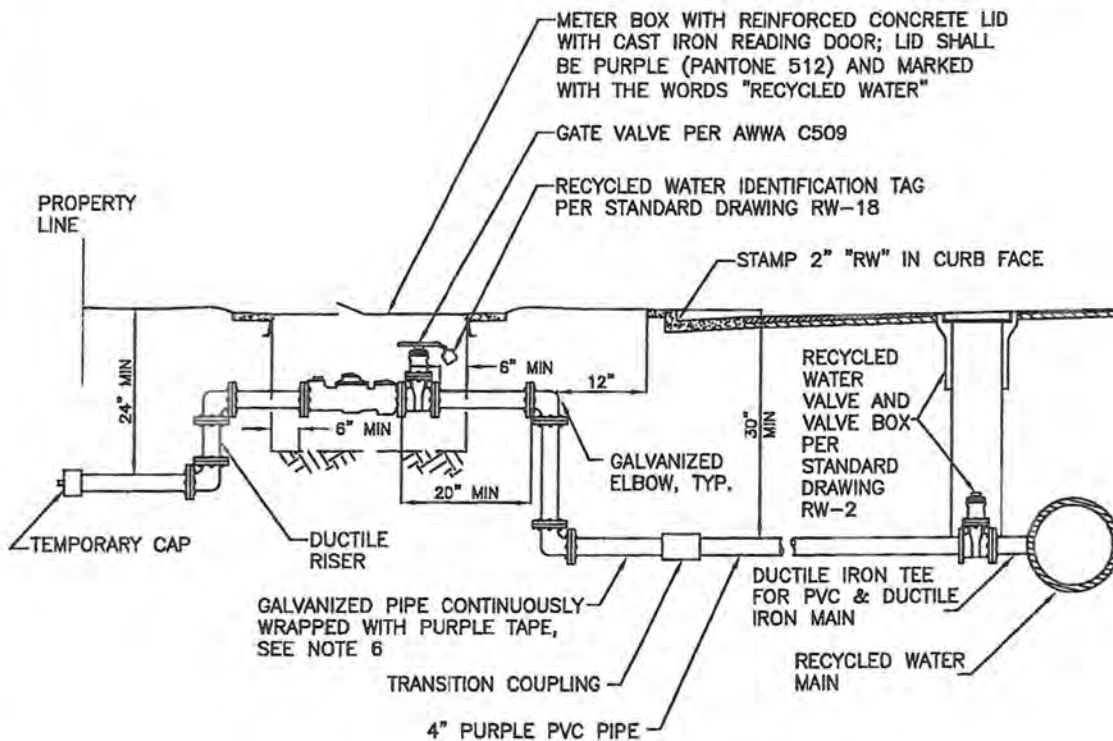 METER BOX WITH REINFORCED CONCRETE LID
WITH CAST IRON READING DOOR; LID SHALL
BE PURPLE (PANTONE 512) AND MARKED
WITH THE WORDS "RECYCLED WATER"
GATE VALVE PER AWWA C509
RECYCLED WATER IDENTIFICATION TAG
PER STANDARD DRAWING RW-18
PROPERTY
LINE
STAMP 2" "RW" IN CURB FACE
24" MIN
6" MIN
12"
6" MIN
20" MIN
30"
MIN
RECYCLED
WATER
VALVE AND
VALVE BOX
PER
STANDARD
DRAWING
RW-2
GALVANIZED
ELBOW, TYP.
TEMPORARY CAP
DUCTILE
RISER
GALVANIZED PIPE CONTINUOUSLY
WRAPPED WITH PURPLE TAPE,
SEE NOTE 6
DUCTILE IRON TEE
FOR PVC & DUCTILE
IRON MAIN
RECYCLED WATER
MAIN
TRANSITION COUPLING
4" PURPLE PVC PIPE